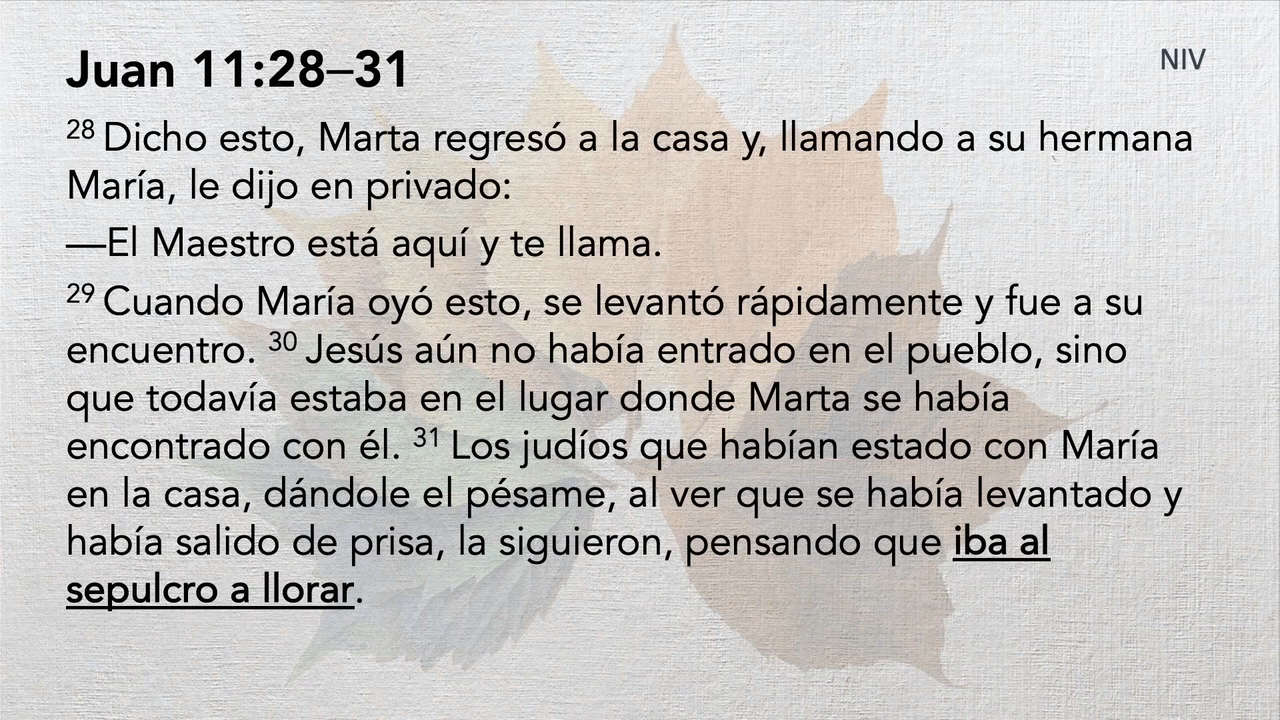 Juan 11:28–31
NIV
28 Dicho esto, Marta regresó a la casa y, llamando a su hermana
María, le dijo en privado:
—El Maestro está aquí y te llama.
29 Cuando María oyó esto, se levantó rápidamente y fue a su
encuentro. 30 Jesús aún no había entrado en el pueblo, sino
que todavía estaba en el lugar donde Marta se había
encontrado con él. 31 Los judíos que habían estado con María
en la casa, dándole el pésame, al ver que se había levantado y
había salido de prisa, la siguieron, pensando que iba al
sepulcro a llorar.